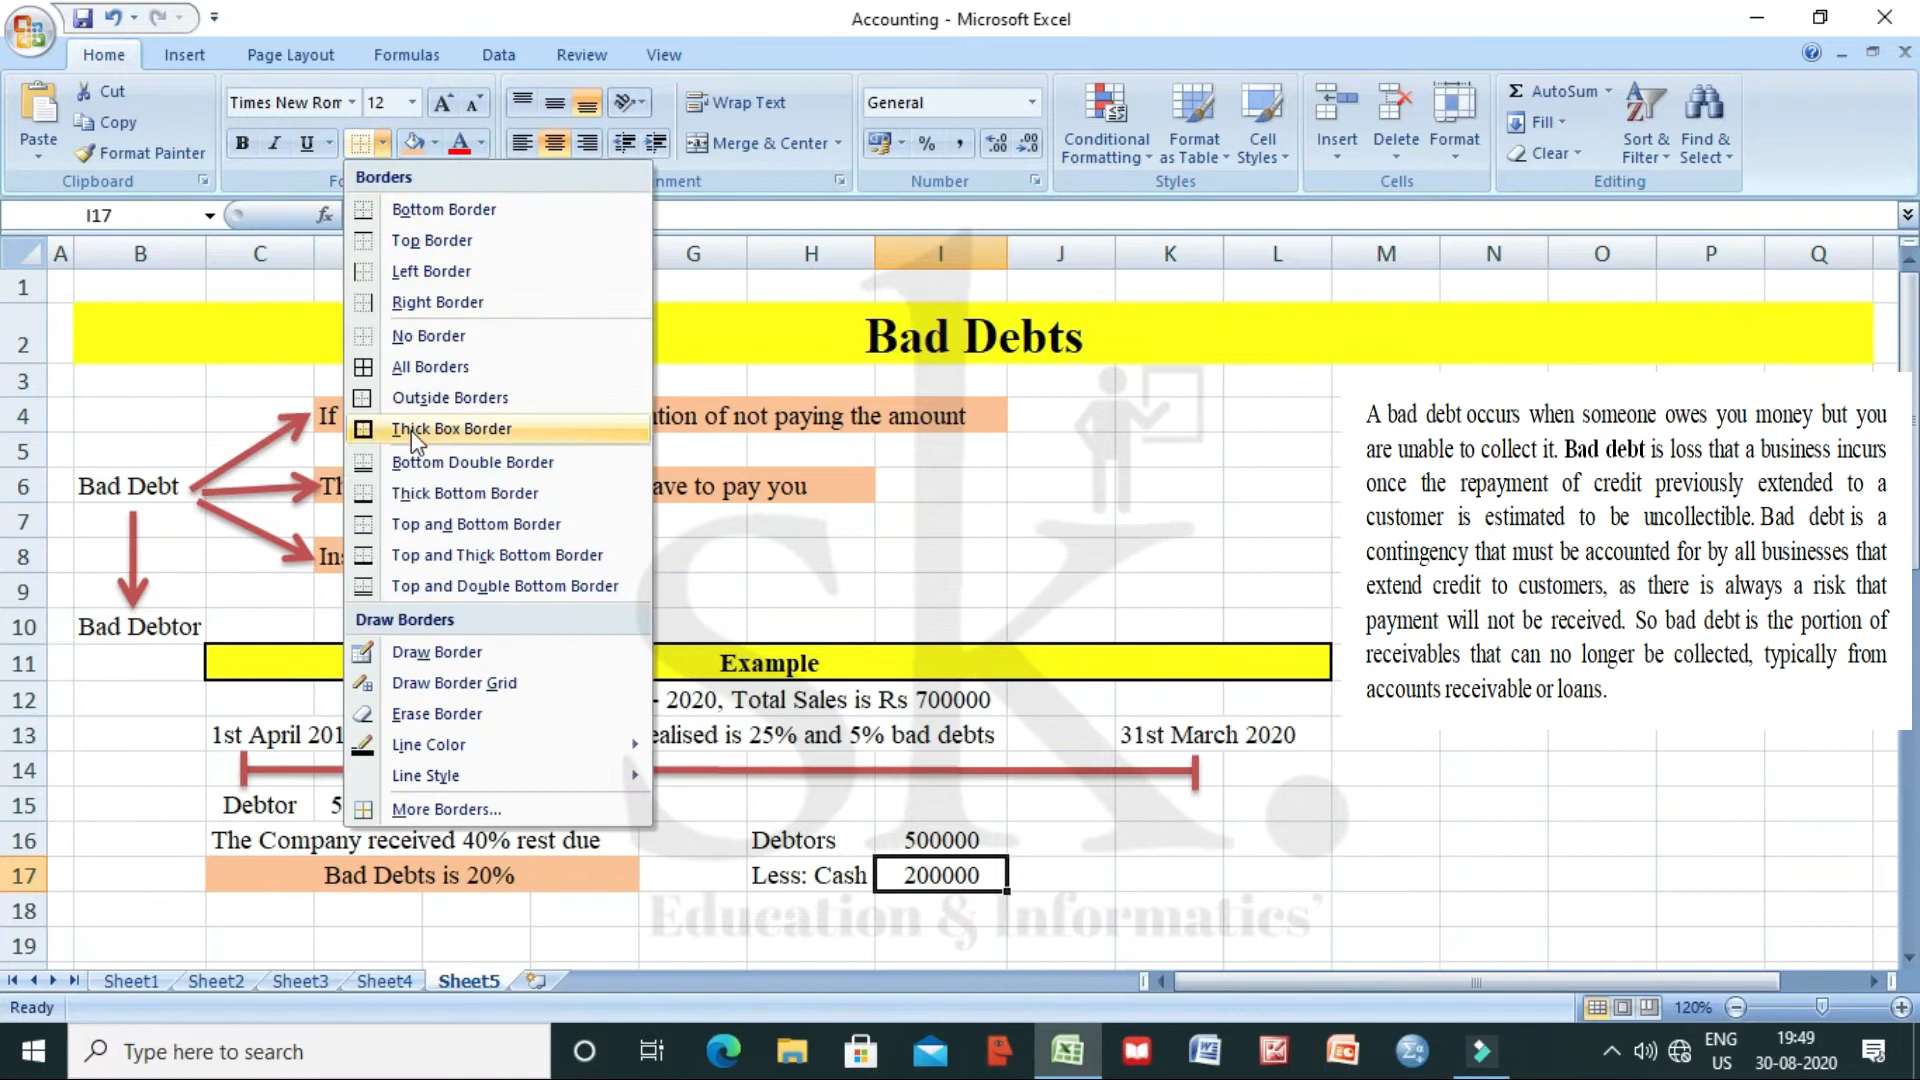 Accounting - Microsoft Excel
Home Insert Page Layout Formulas Data Review View
Paste
Cut
Copy
Format Painter
Clipboard
Times New Ror 12
B I U
Wrap Text
Merge & Center
nment
General
Number
Conditional Formatting
Format as Table
Cell Styles
Styles
Insert Delete Format
Cells
AutoSum
Fill
Clear
Sort & Filter
Find & Select
Editing
I17
fx
Borders
Bottom Border
Top Border
Left Border
Right Border
No Border
All Borders
Outside Borders
Thick Box Border
Bottom Double Border
Thick Bottom Border
Top and Bottom Border
Top and Thick Bottom Border
Top and Double Bottom Border
Draw Borders
Draw Border
Draw Border Grid
Erase Border
Line Color
Line Style
More Borders...
A B C G H I J K L M N O P Q
1
2 Bad Debts
3
4 If tion of not paying the amount
5
6 Bad Debt Th ave to pay you
7
8 Ins
9
10 Bad Debtor
11 Example
12 - 2020, Total Sales is Rs 700000
13 1st April 201 ealised is 25% and 5% bad debts 31st March 2020
14
15 Debtor 5
16 The Company received 40% rest due Debtors 500000
17 Bad Debts is 20% Less: Cash 200000
18
19
A bad debt occurs when someone owes you money but you
are unable to collect it. Bad debt is loss that a business incurs
once the repayment of credit previously extended to a
customer is estimated to be uncollectible. Bad debt is a
contingency that must be accounted for by all businesses that
extend credit to customers, as there is always a risk that
payment will not be received. So bad debt is the portion of
receivables that can no longer be collected, typically from
accounts receivable or loans.
sk.
Education & Informatics'
Sheet1 Sheet2 Sheet3 Sheet4 Sheet5
Ready
120%
Type here to search
ENG
US
19:49
30-08-2020